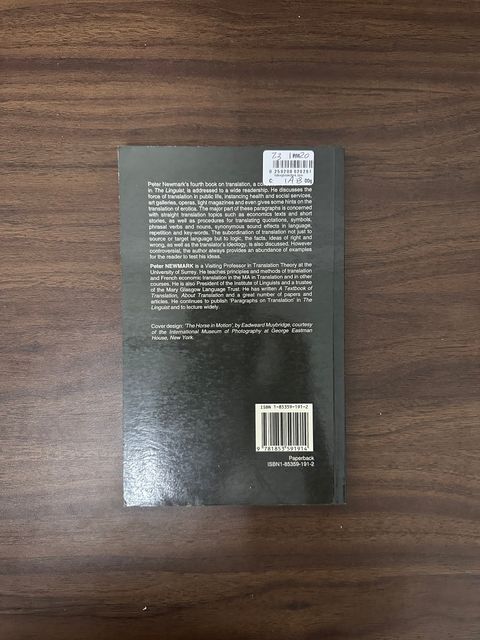 Peter Newmark's fourth book on translation, a
in The Linguist, is addressed to a wide readership. He discusses the
force of translation in public life, instancing health and social services,
art galleries, operas, light magazines and even gives some hints on the
translation of erotica. The major part of these paragraphs is concerned
with straight translation topics such as economics texts and short
stories, as well as procedures for translating quotations, symbols,
phrasal verbs and nouns, synonymous sound effects in language,
repetition and key-words. The subordination of translation not just to
source or target language but to logic, the facts, ideas of right and
wrong, as well as the translator's ideology, is also discussed. However
controversial, the author always provides an abundance of examples
for the reader to test his ideas.
Peter NEWMARK is a Visiting Professor in Translation Theory at the
University of Surrey. He teaches principles and methods of translation
and French economic translation in the MA in Translation and in other
courses. He is also President of the Institute of Linguists and a trustee
of the Mary Glasgow Language Trust. He has written A Textbook of
Translation, About Translation and a great number of papers and
articles. He continues to publish 'Paragraphs on Translation' in The
Linguist and to lecture widely.
Cover design: 'The Horse in Motion', by Eadweard Muybridge, courtesy
of the International Museum of Photography at George Eastman
House, New York.
ISBN 1-85359-191-2
9 781853 591914
Paperback
ISBN1-85359-191-2